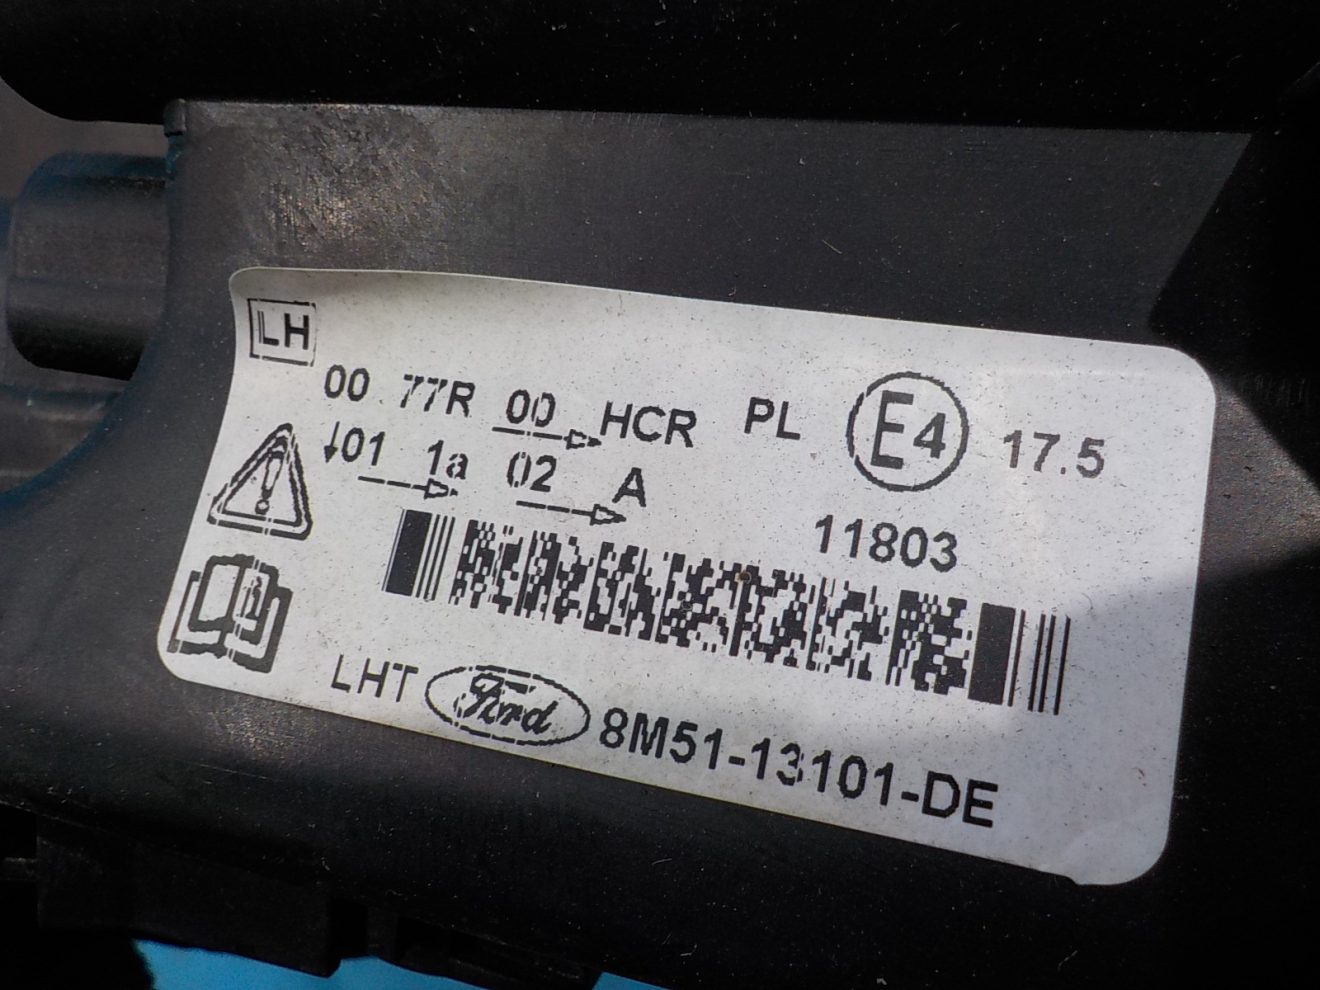 LH
00 77R 00 HCR PL E4 17.5
↓01 1a 02 A
11803
LHT Ford 8M51-13101-DE